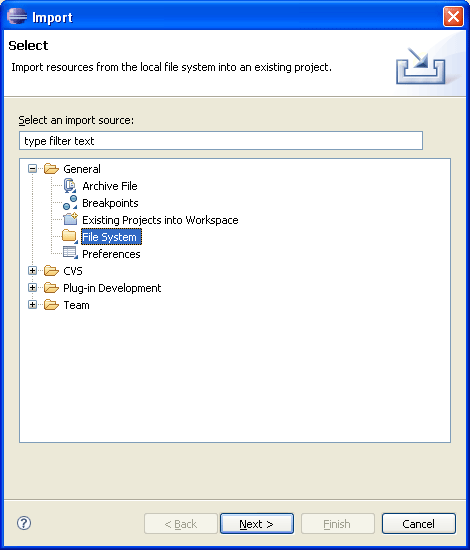 Import
Select
Import resources from the local file system into an existing project.
Select an import source:
type filter text
General
Archive File
Breakpoints
Existing Projects into Workspace
File System
Preferences
CVS
Plug-in Development
Team
? < Back Next > Finish Cancel